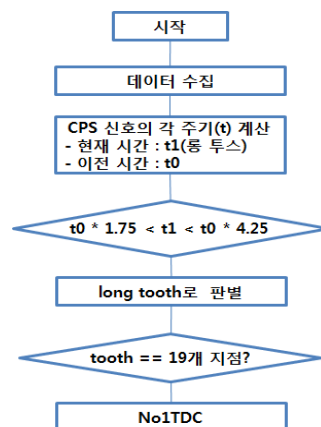 시작
데이터 수집
CPS 신호의 각 주기(t) 계산
- 현재 시간 : t1(롱 투스)
- 이전 시간 : t0
t0 * 1.75 < t1 < t0 * 4.25
long tooth로 판별
tooth == 19개 지점?
No1TDC